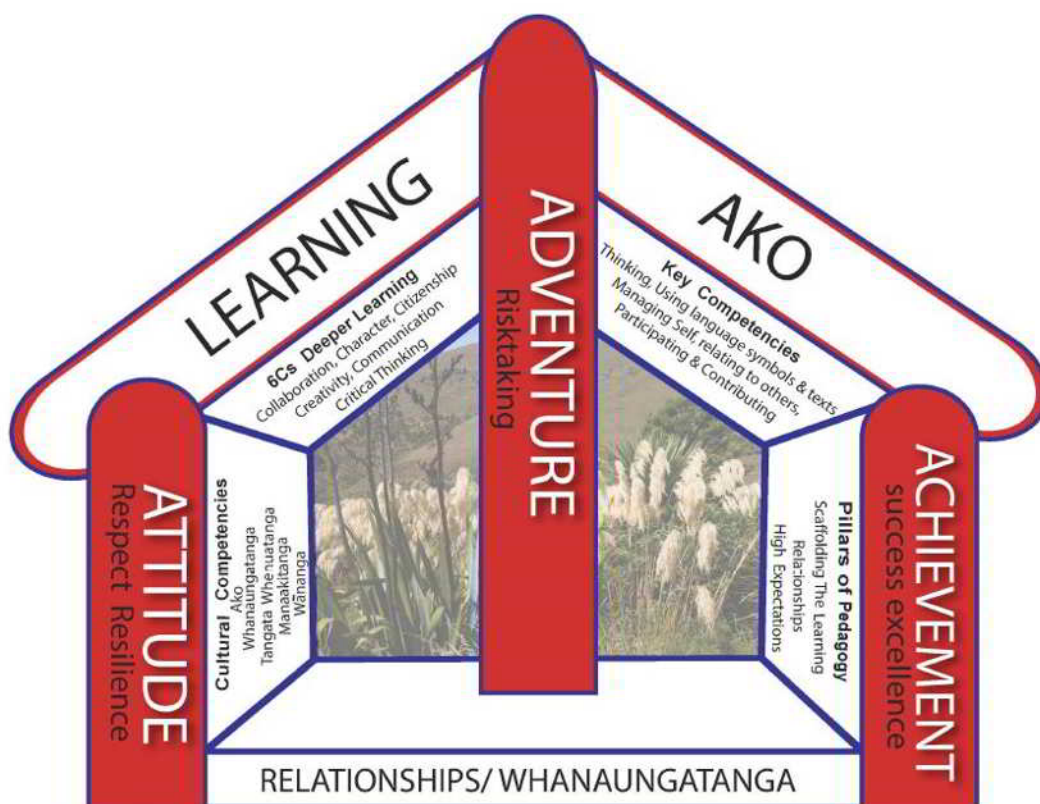 LEARNING
AKO
ADVENTURE
Risktaking
6Cs Deeper Learning
Collaboration, Character, Citizenship
Creativity, Communication
Critical Thinking
Key Competencies
Thinking, Using language symbols & texts
Managing Self, relating to others,
Participating & Contributing
ATTITUDE
Respect Resilience
Cultural Competencies
Ako
Whanaungatanga
Tangata Whenuatanga
Manaakitanga
Wānanga
Pillars of Pedagogy
Scaffolding The Learning
Relationships
High Expectations
ACHIEVEMENT
success excellence
RELATIONSHIPS/ WHANAUNGATANGA